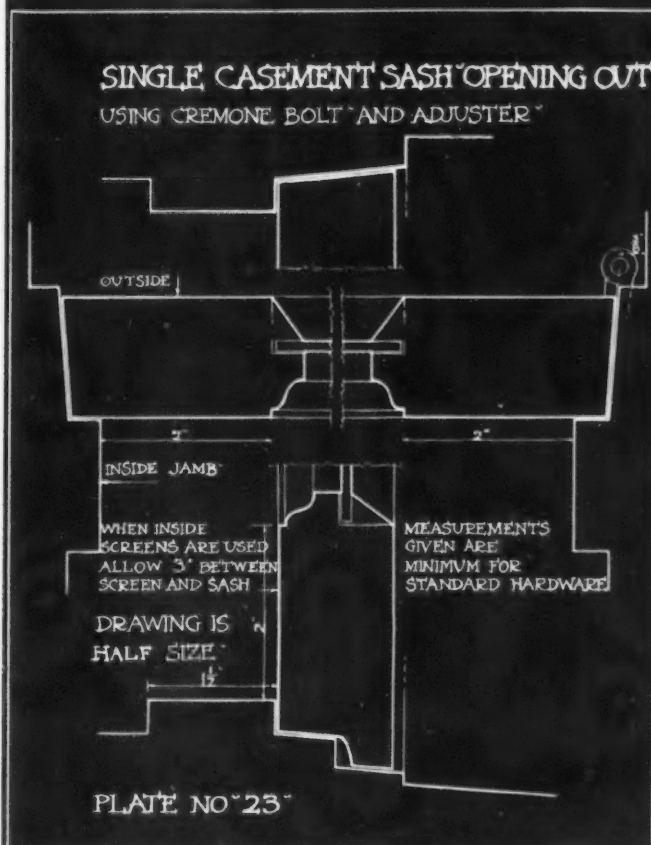 SINGLE CASEMENT SASH OPENING OUT
USING CREMONE BOLT AND ADJUSTER
OUTSIDE
2"
2"
INSIDE JAMB
WHEN INSIDE
SCREENS ARE USED
ALLOW 3" BETWEEN
SCREEN AND SASH
MEASUREMENTS
GIVEN ARE
MINIMUM FOR
STANDARD HARDWARE
DRAWING IS
HALF SIZE
2"
1½"
PLATE NO 23